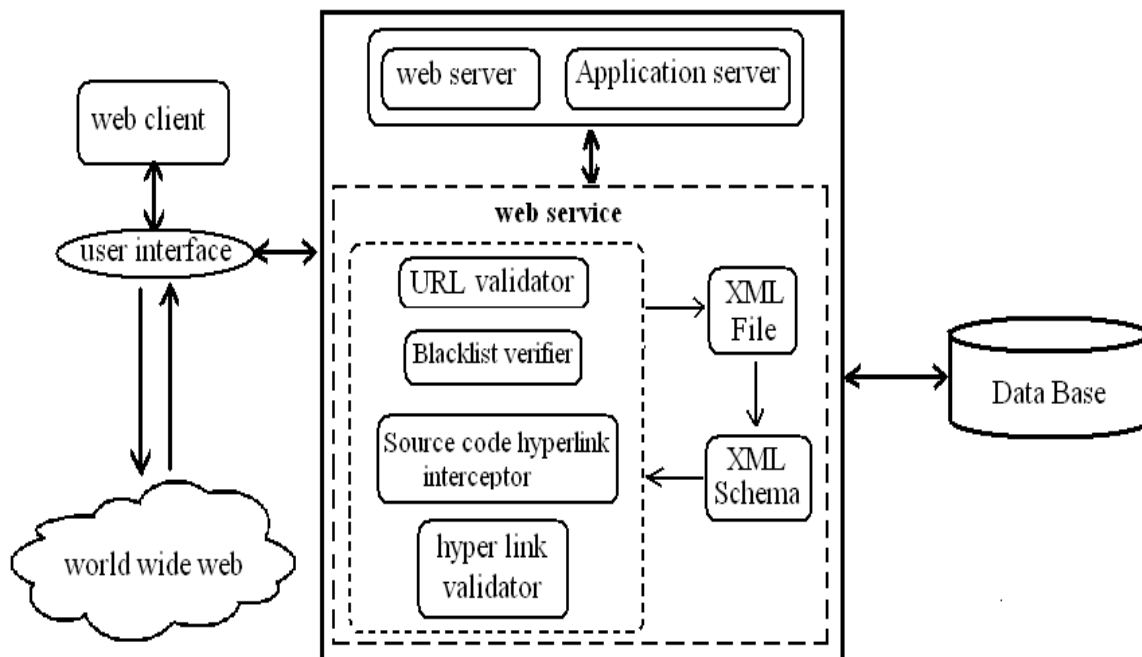 web server
Application server
web client
web service
user interface
URL validator
XML
File
Blacklist verifier
Data Base
Source code hyperlink
interceptor
XML
Schema
hyper link
validator
world wide web